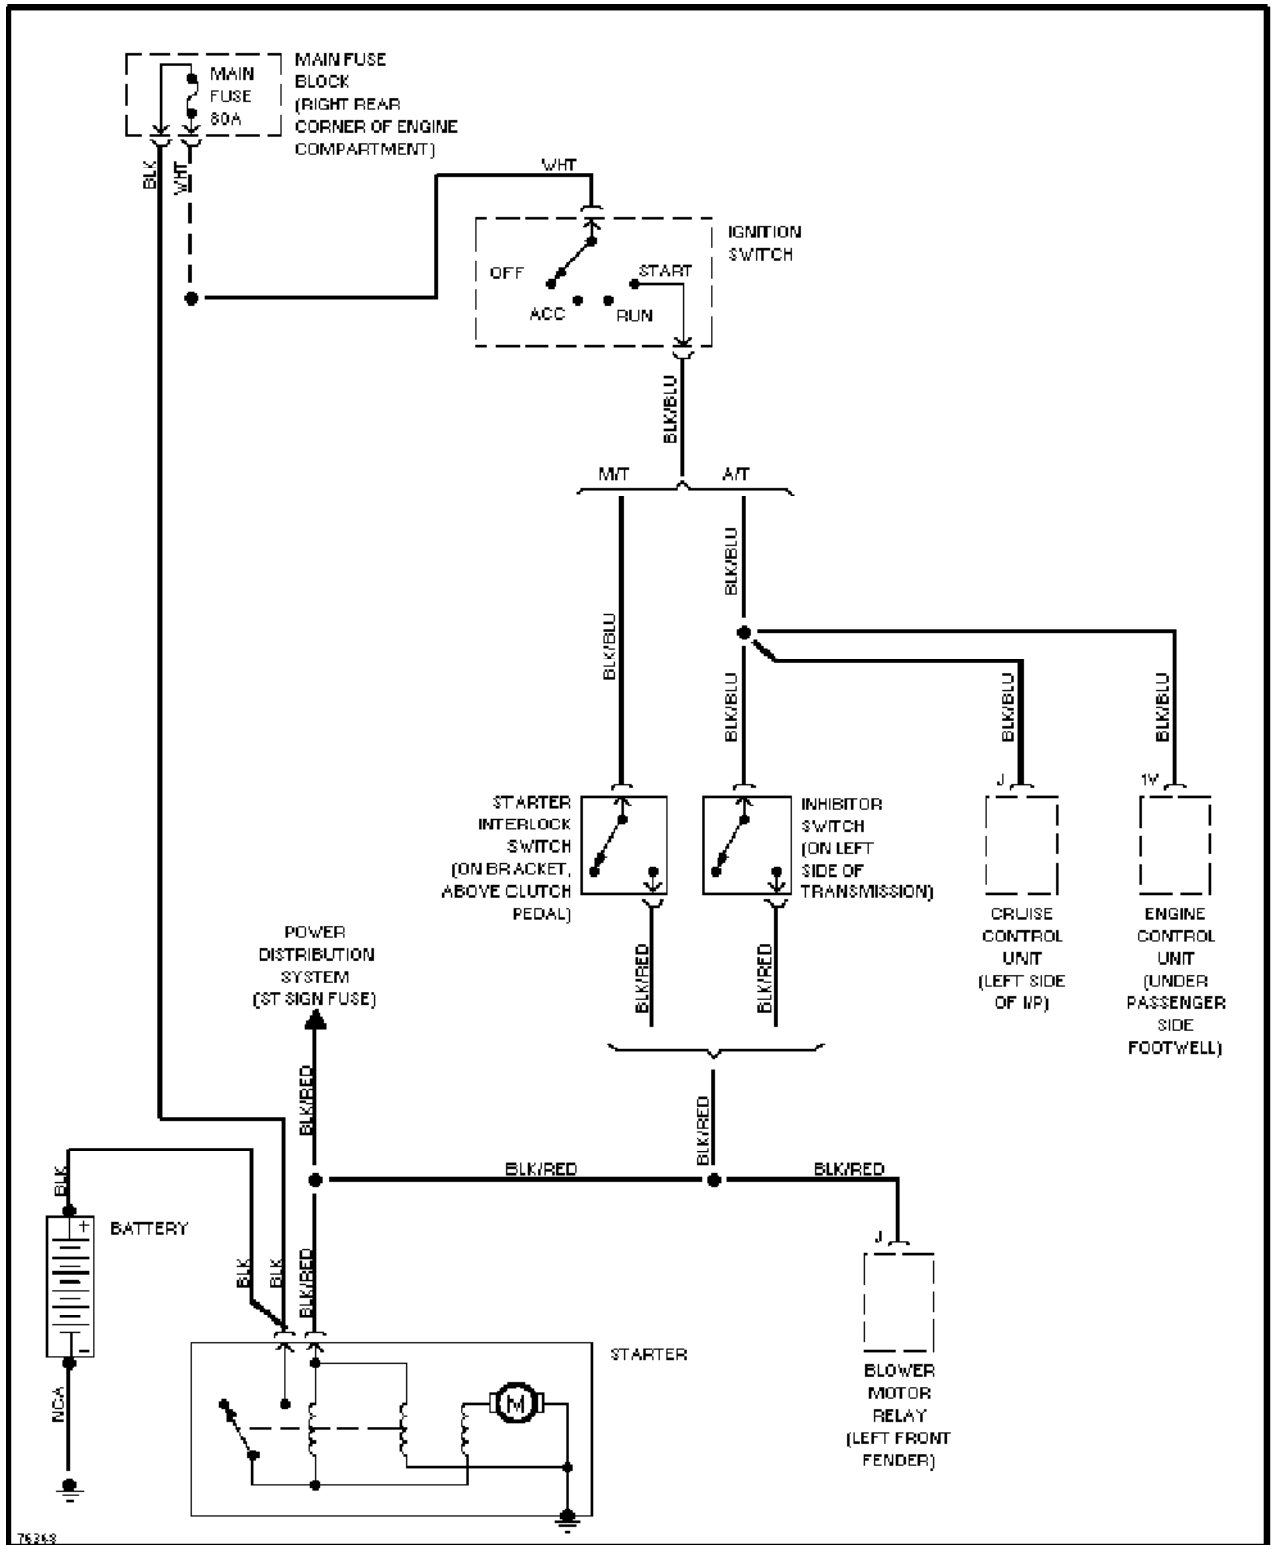 MAIN
FUSE
80A
MAIN FUSE
BLOCK
(RIGHT REAR
CORNER OF ENGINE
COMPARTMENT)
BLK
WHT
WHT
IGNITION
SWITCH
OFF
START
ACC
RUN
BLK/BLU
M/T
A/T
BLK/BLU
BLK/BLU
BLK/BLU
BLK/BLU
BLK/BLU
J
1V
STARTER
INTERLOCK
SWITCH
(ON BRACKET,
ABOVE CLUTCH
PEDAL)
INHIBITOR
SWITCH
(ON LEFT
SIDE OF
TRANSMISSION)
CRUISE
CONTROL
UNIT
(LEFT SIDE
OF I/P)
ENGINE
CONTROL
UNIT
(UNDER
PASSENGER
SIDE
FOOTWELL)
POWER
DISTRIBUTION
SYSTEM
(ST SIGN FUSE)
BLK/RED
BLK/RED
BLK/RED
BLK/RED
BLK/RED
BLK/RED
BLK
+
-
BATTERY
BLK
BLK
BLK/RED
NCA
J
STARTER
M
BLOWER
MOTOR
RELAY
(LEFT FRONT
FENDER)
76368